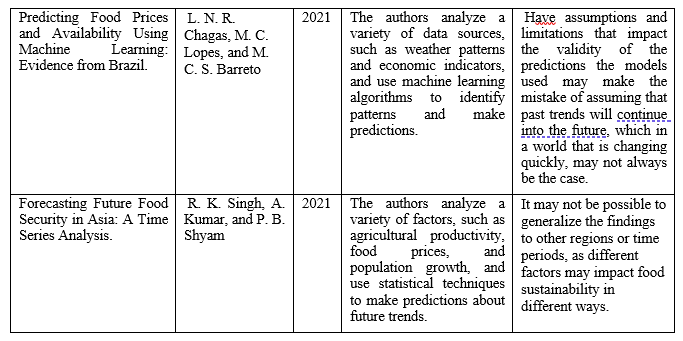 Predicting Food Prices
and Availability Using
Machine Learning:
Evidence from Brazil.
L. N. R.
Chagas, M. C.
Lopes, and M.
C. S. Barreto
2021
The authors analyze a
variety of data sources,
such as weather patterns
and economic indicators,
and use machine learning
algorithms to identify
patterns and make
predictions.
Have assumptions and
limitations that impact
the validity of the
predictions the models
used may make the
mistake of assuming that
past trends will continue
into the future, which in
a world that is changing
quickly, may not always
be the case.
Forecasting Future Food
Security in Asia: A Time
Series Analysis.
R. K. Singh, A.
Kumar, and P. B.
Shyam
2021
The authors analyze a
variety of factors, such as
agricultural productivity,
food prices, and
population growth, and
use statistical techniques
to make predictions about
future trends.
It may not be possible to
generalize the findings
to other regions or time
periods, as different
factors may impact food
sustainability in
different ways.